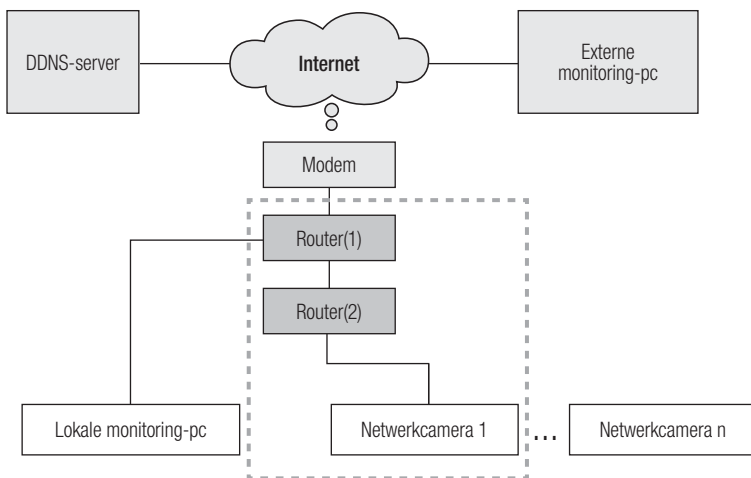 DDNS-server
Internet
Externe
monitoring-pc
Modem
Router(1)
Router(2)
Lokale monitoring-pc
Netwerkcamera 1
...
Netwerkcamera n